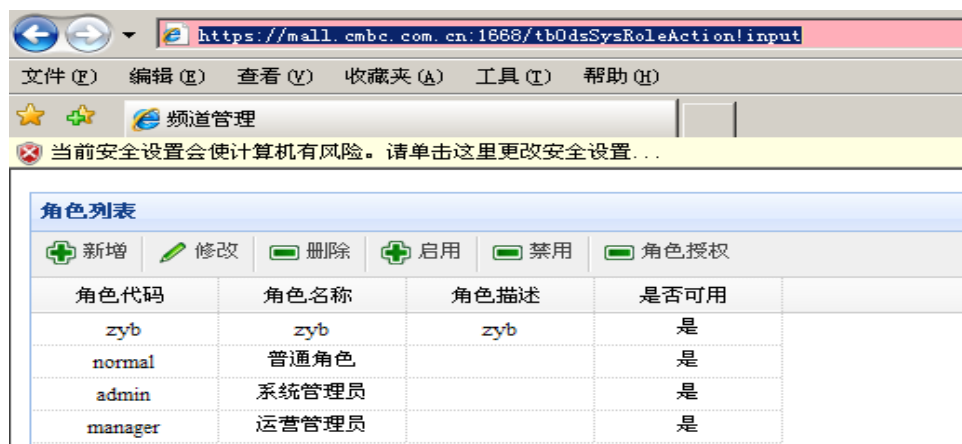 https://mall.cmbc.com.cn:1668/tbOdsSysRoleAction!input
文件(F) 编辑(E) 查看(V) 收藏夹(A) 工具(T) 帮助(H)
频道管理
当前安全设置会使计算机有风险。请单击这里更改安全设置...
角色列表
新增 修改 删除 启用 禁用 角色授权
角色代码 角色名称 角色描述 是否可用
zyb zyb zyb 是
normal 普通角色 是
admin 系统管理员 是
manager 运营管理员 是